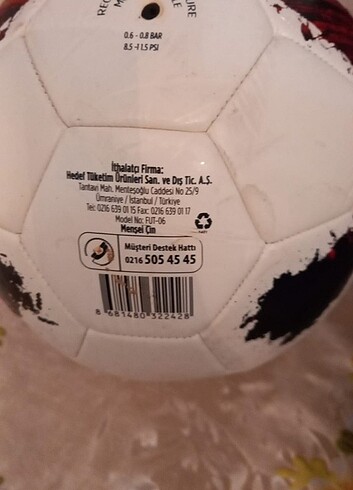 0.6 - 0.8 BAR
8.5 -11.5 PSI
İthalatçı Firma:
Hedef Tüketim Ürünleri San. ve Dış Tic. A.Ş.
Tantavi Mah. Menteşoğlu Caddesi No 25/9
Ümraniye / İstanbul / Türkiye
Tel: 0216 639 01 15 Fax: 0216 639 01 17
Model No: FUT-06
Menşei Çin
Müşteri Destek Hattı
0216 505 45 45
8 681480 322428